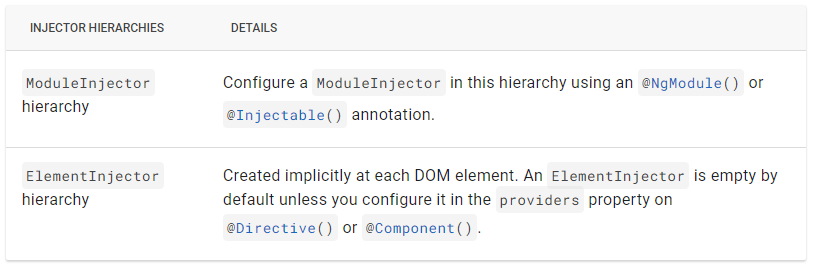 INJECTOR HIERARCHIES DETAILS
ModuleInjector hierarchy
Configure a ModuleInjector in this hierarchy using an @NgModule() or
@Injectable() annotation.
ElementInjector hierarchy
Created implicitly at each DOM element. An ElementInjector is empty by
default unless you configure it in the providers property on
@Directive() or @Component().